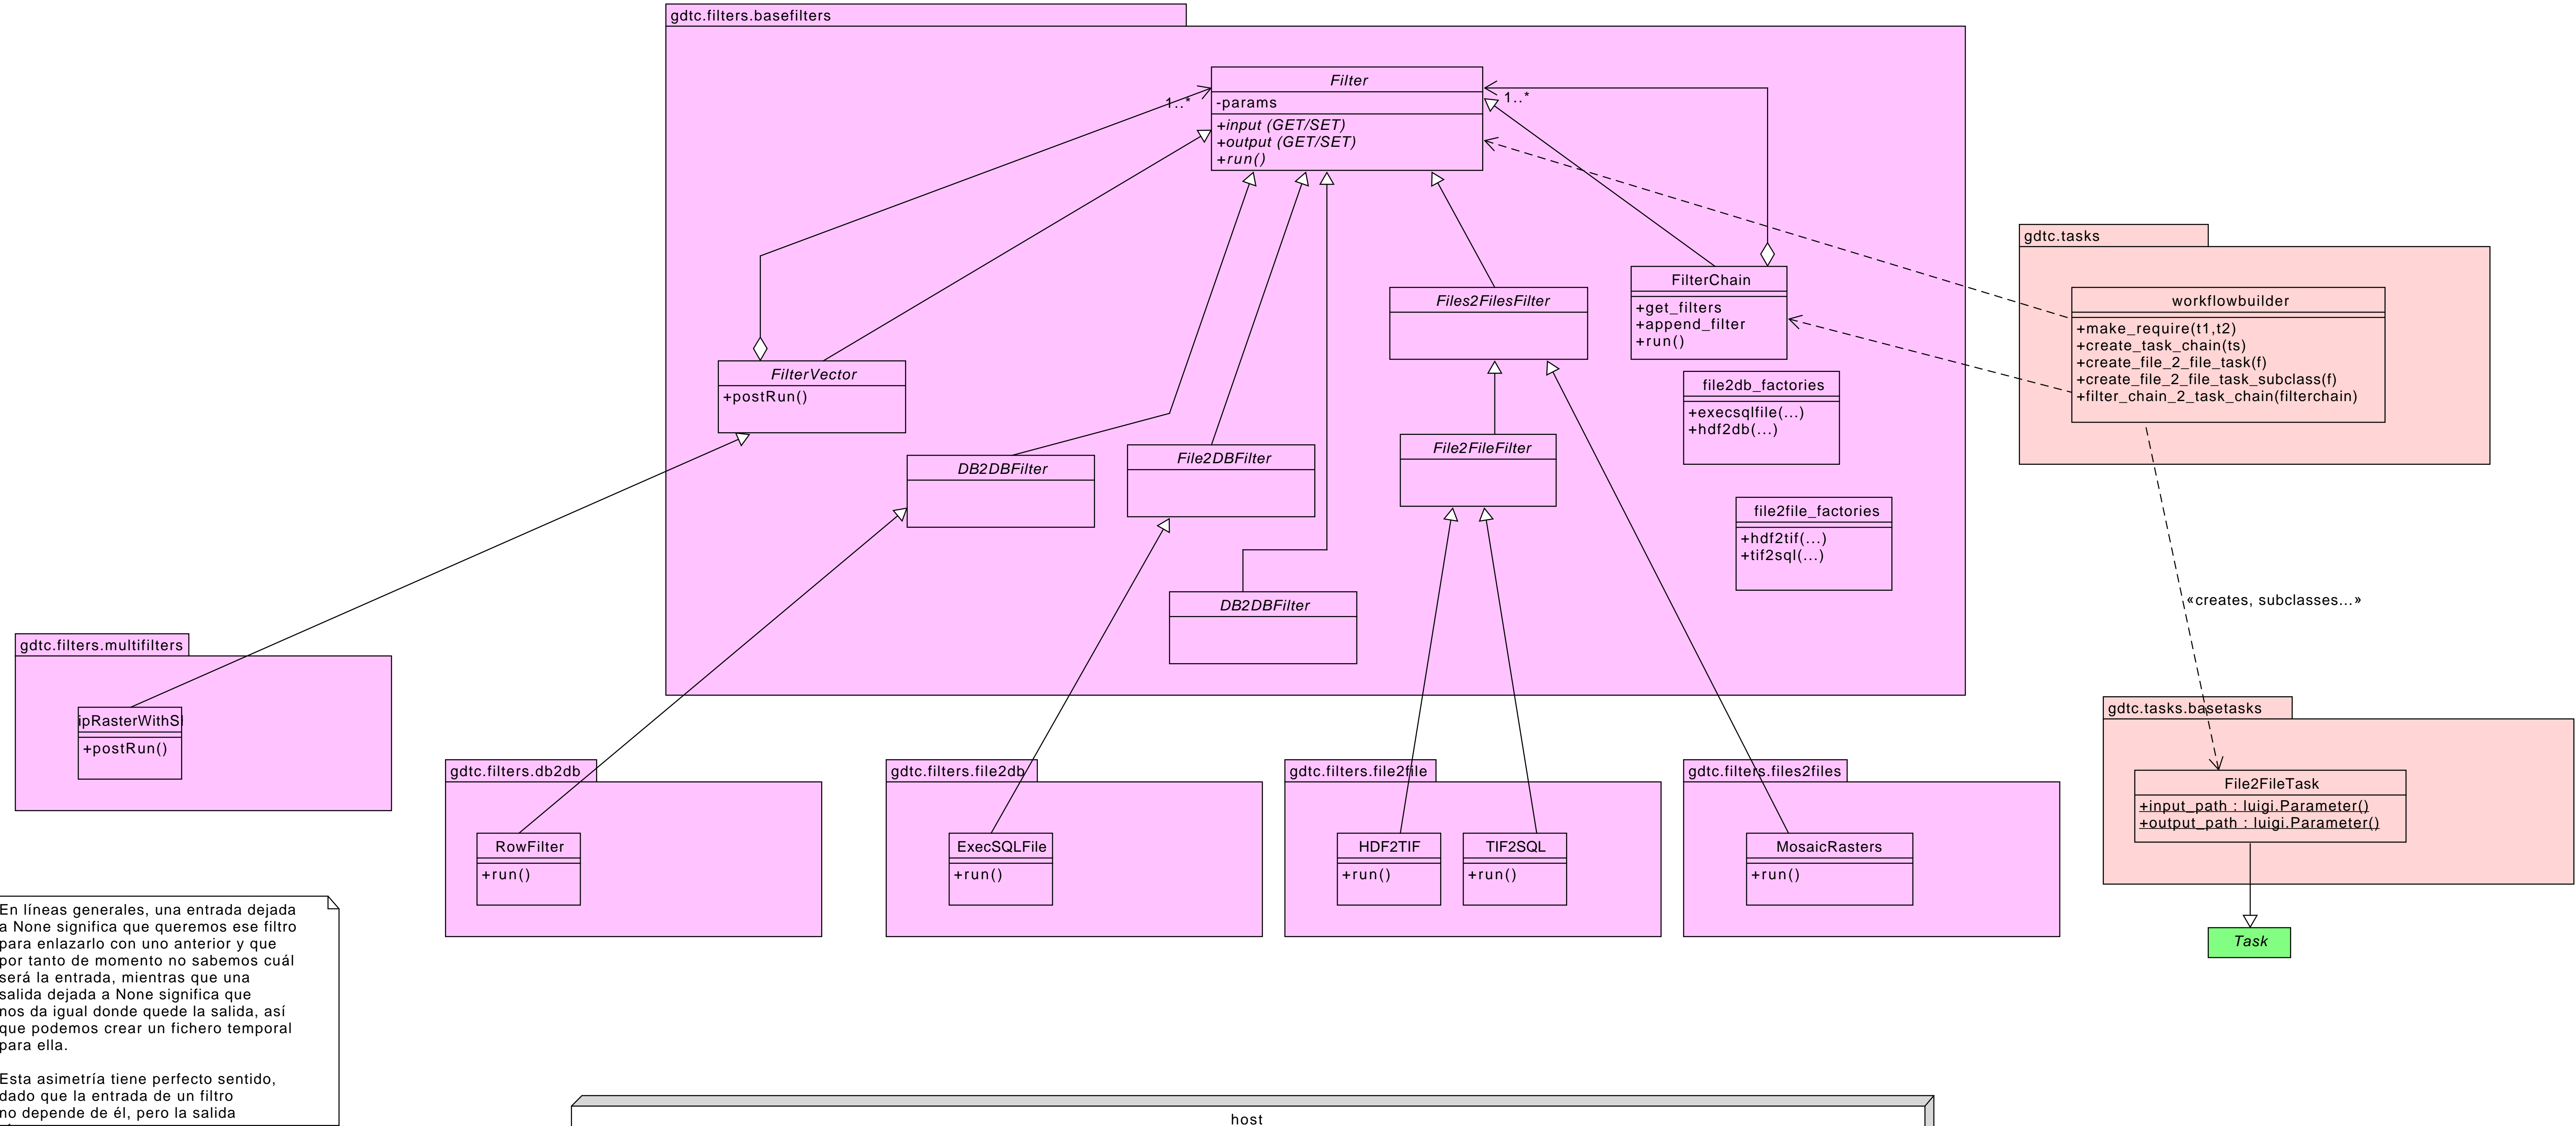 gdtc.filters.basefilters
Filter
-params
+input (GET/SET)
+output (GET/SET)
+run()
1..*
1..*
FilterChain
+get_filters
+append_filter
+run()
Files2FilesFilter
FilterVector
+postRun()
file2db_factories
+execsqlfile(...)
+hdf2db(...)
DB2DBFilter
File2DBFilter
File2FileFilter
file2file_factories
+hdf2tif(...)
+tif2sql(...)
DB2DBFilter
gdtc.tasks
workflowbuilder
+make_require(t1,t2)
+create_task_chain(ts)
+create_file_2_file_task(f)
+create_file_2_file_task_subclass(f)
+filter_chain_2_task_chain(filterchain)
«creates, subclasses...»
gdtc.filters.multifilters
ipRasterWithS
+postRun()
gdtc.filters.db2db
RowFilter
+run()
gdtc.filters.file2db
ExecSQLFile
+run()
gdtc.filters.file2file
HDF2TIF
+run()
TIF2SQL
+run()
gdtc.filters.files2files
MosaicRasters
+run()
gdtc.tasks.basetasks
File2FileTask
+input_path : luigi.Parameter()
+output_path : luigi.Parameter()
Task
En líneas generales, una entrada dejada
a None significa que queremos ese filtro
para enlazarlo con uno anterior y que
por tanto de momento no sabemos cuál
será la entrada, mientras que una
salida dejada a None significa que
nos da igual donde quede la salida, así
que podemos crear un fichero temporal
para ella.
Esta asimetría tiene perfecto sentido,
dado que la entrada de un filtro
no depende de él, pero la salida
host